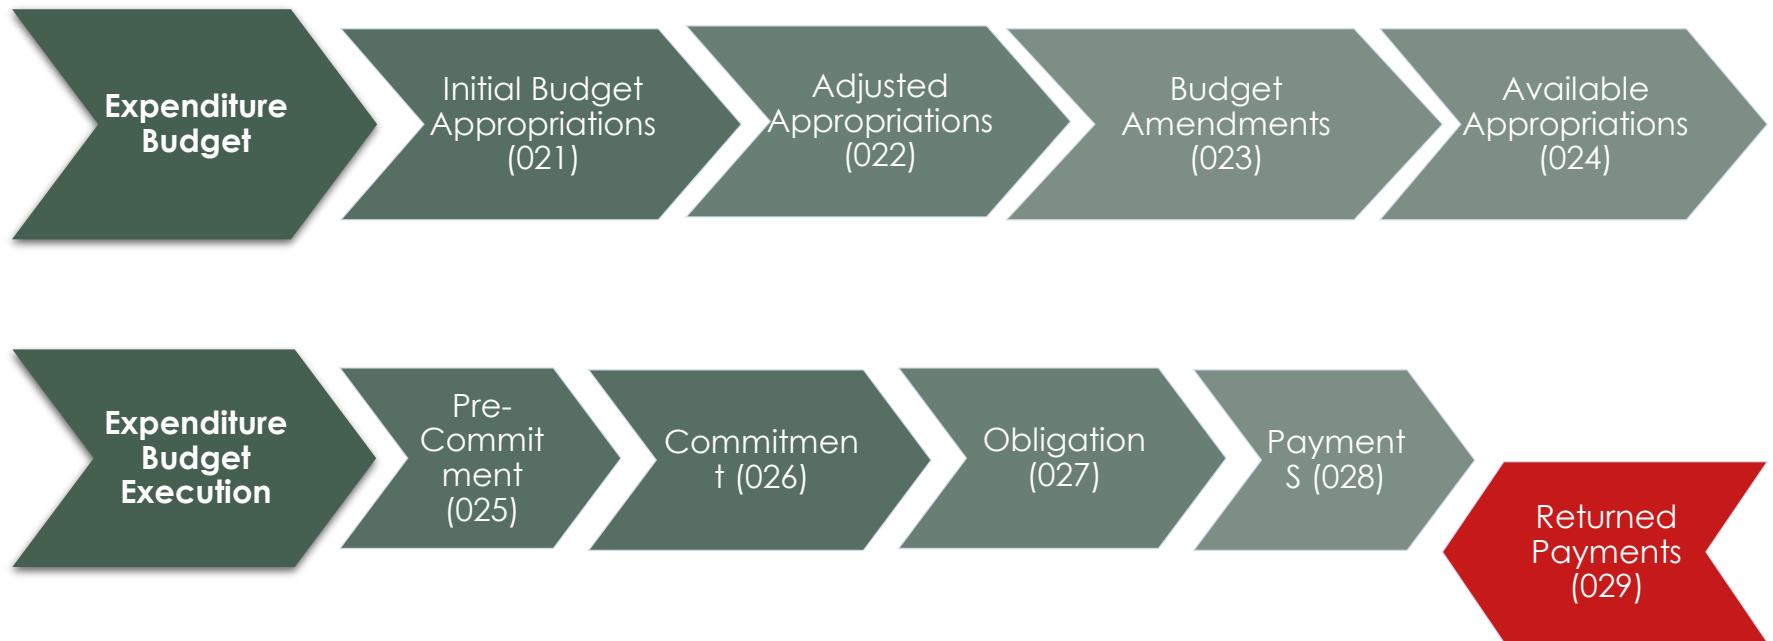 Expenditure
Budget
Initial Budget
Appropriations
(021)
Adjusted
Appropriations
(022)
Budget
Amendments
(023)
Available
Appropriations
(024)
Expenditure
Budget
Execution
Pre-
Commit
ment
(025)
Commitmen
t (026)
Obligation
(027)
Payment
S (028)
Returned
Payments
(029)